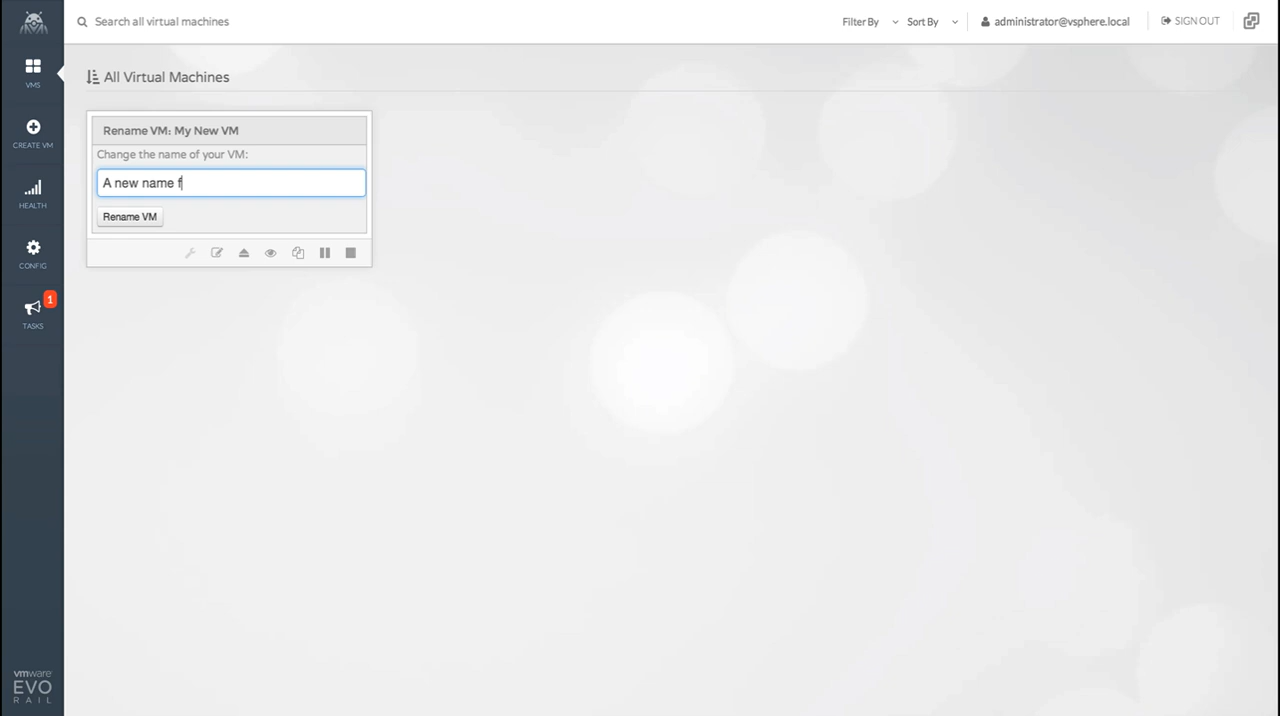 Search all virtual machines
Filter By
Sort By
administrator@vsphere.local
SIGN OUT
VMS
CREATE VM
HEALTH
CONFIG
1
TASKS
All Virtual Machines
Rename VM: My New VM
Change the name of your VM:
A new name f
Rename VM
vmware
EVO
RAIL